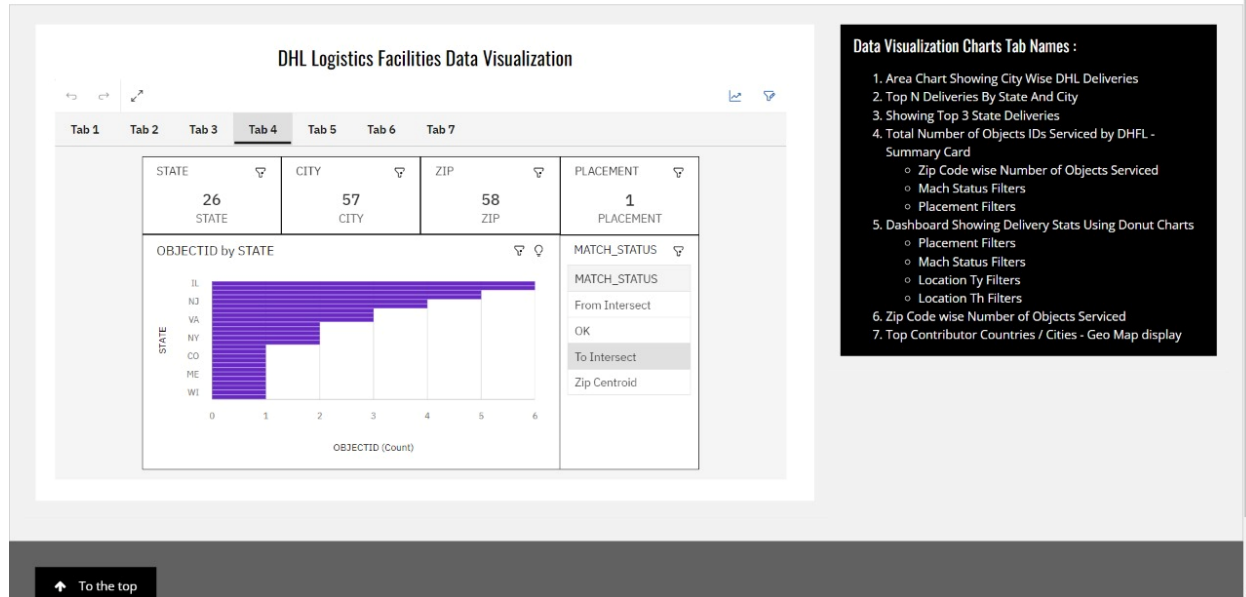 DHL Logistics Facilities Data Visualization
Tab 1 Tab 2 Tab 3 Tab 4 Tab 5 Tab 6 Tab 7
STATE CITY ZIP PLACEMENT
26 57 58 1
STATE CITY ZIP PLACEMENT
OBJECTID by STATE
IL
NJ
VA
NY
CO
ME
WI
STATE
0 1 2 3 4 5 6
OBJECTID (Count)
MATCH_STATUS
MATCH_STATUS
From Intersect
OK
To Intersect
Zip Centroid
Data Visualization Charts Tab Names :
1. Area Chart Showing City Wise DHL Deliveries
2. Top N Deliveries By State And City
3. Showing Top 3 State Deliveries
4. Total Number of Objects IDs Serviced by DHFL -
Summary Card
Zip Code wise Number of Objects Serviced
Mach Status Filters
Placement Filters
5. Dashboard Showing Delivery Stats Using Donut Charts
Placement Filters
Mach Status Filters
Location Ty Filters
Location Th Filters
6. Zip Code wise Number of Objects Serviced
7. Top Contributor Countries / Cities - Geo Map display
To the top